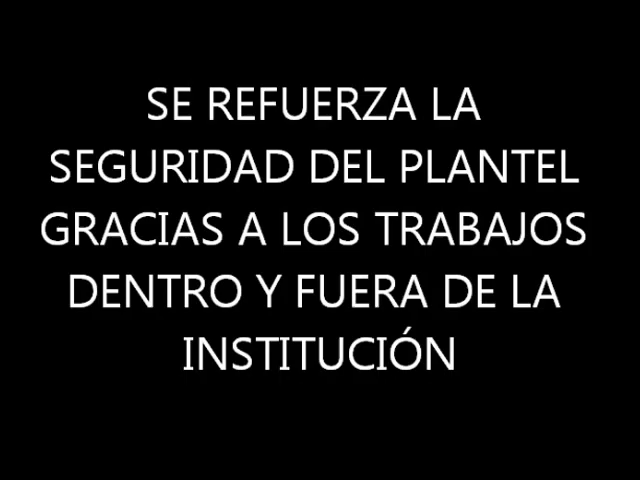 SE REFUERZA LA
SEGURIDAD DEL PLANTEL
GRACIAS A LOS TRABAJOS
DENTRO Y FUERA DE LA
INSTITUCIÓN